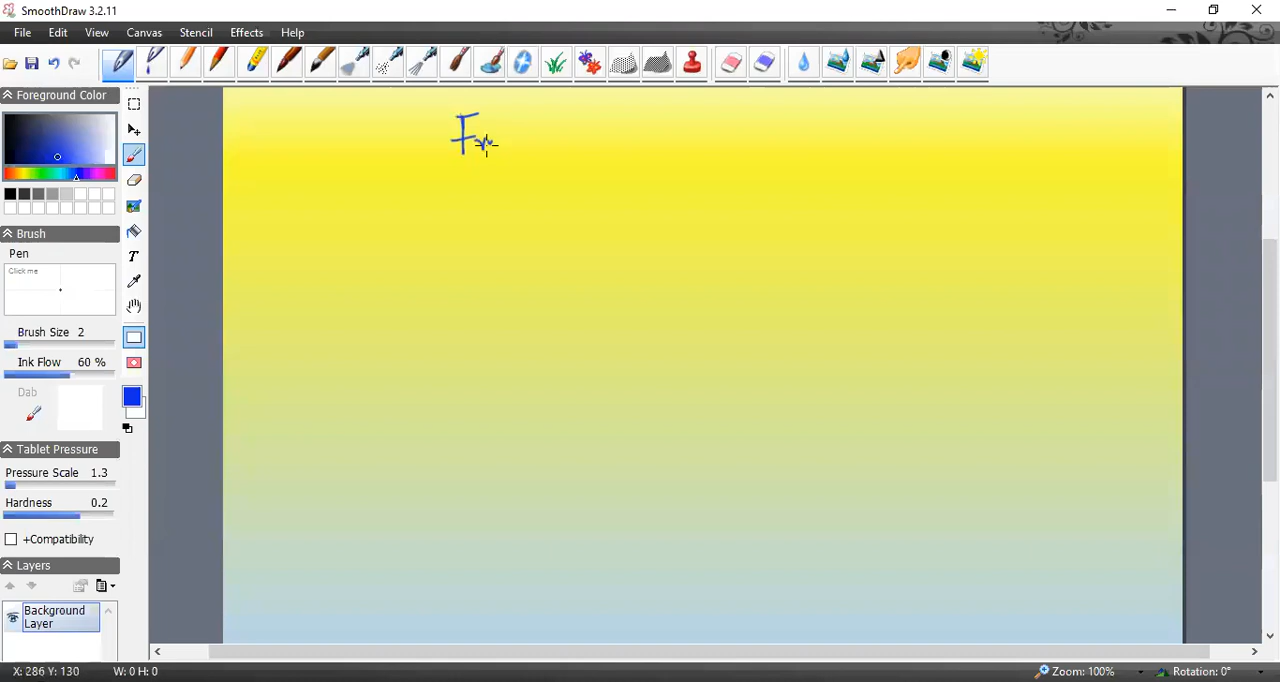 SmoothDraw 3.2.11
File Edit View Canvas Stencil Effects Help
Foreground Color
Brush
Pen
Click me
Brush Size 2
Ink Flow 60 %
Dab
Tablet Pressure
Pressure Scale 1.3
Hardness 0.2
+Compatibility
Layers
Background
Layer
X: 286 Y: 130 W: 0 H: 0 Zoom: 100% Rotation: 0°
T